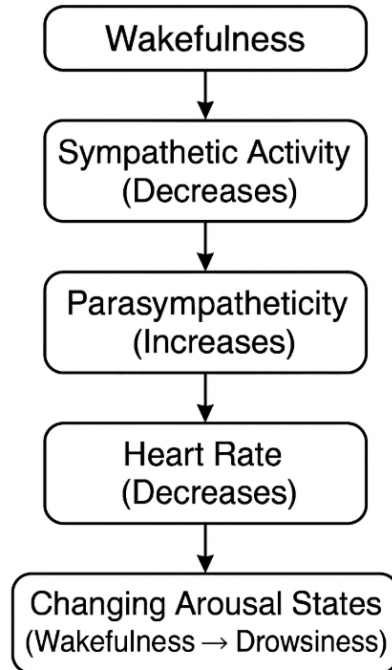 Wakefulness
Sympathetic Activity
(Decreases)
Parasympatheticity
(Increases)
Heart Rate
(Decreases)
Changing Arousal States
(Wakefulness → Drowsiness)